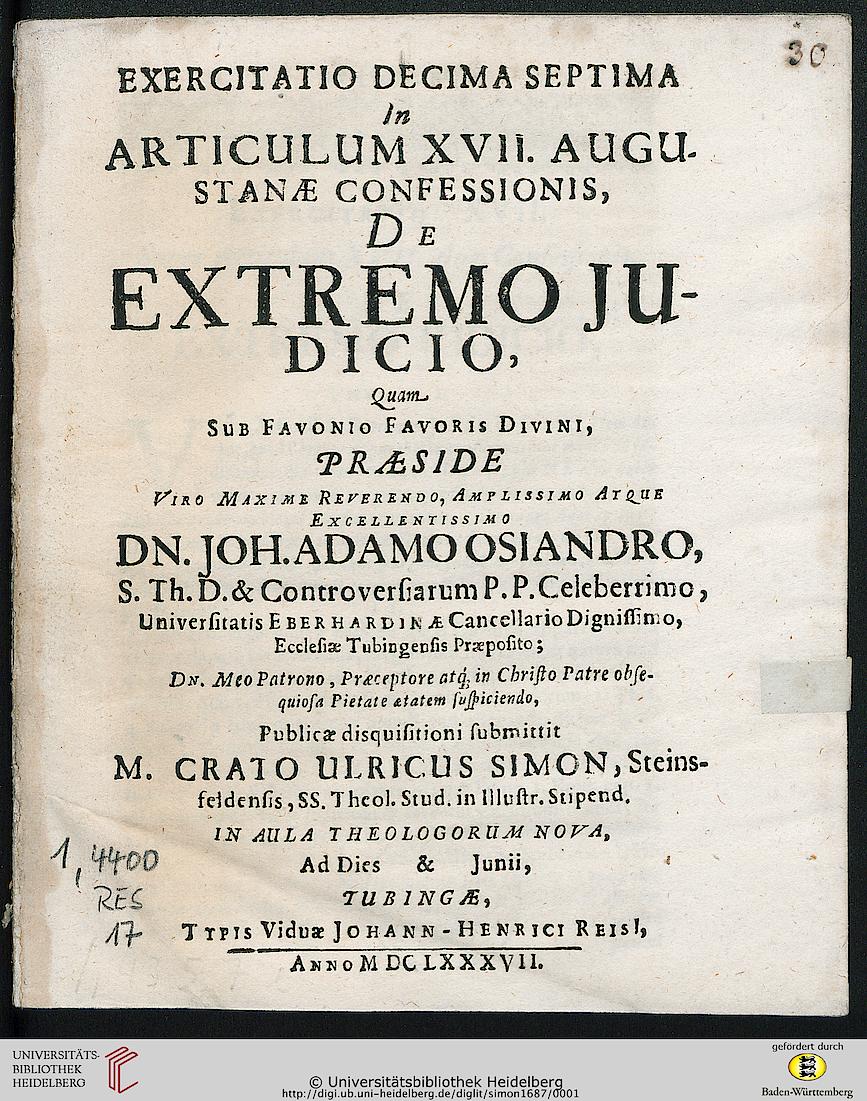 30
EXERCITATIO DECIMA SEPTIMA
In
ARTICULUM XVII. AUGU-
STANÆ CONFESSIONIS,
DE
EXTREMO JU-
DICIO,
Quam
SUB FAVONIO FAVORIS DIVINI,
PRÆSIDE
VIRO MAXIME REVERENDO, AMPLISSIMO ATQUE
EXCELLENTISSIMO
DN. JOH. ADAMO OSIANDRO,
S. Th. D. & Controverſiarum P. P. Celeberrimo,
Univerſitatis EBERHARDINÆ Cancellario Digniſſimo,
Eccleſiæ Tubingenſis Præpoſito;
DN. Meo Patrono, Præceptore atq́; in Chriſto Patre obſe-
quioſa Pietate ætatem ſuſpiciendo,
Publicæ disquiſitioni ſubmittit
M. CRATO ULRICUS SIMON, Steins-
feldenſis, SS. Theol. Stud. in Illuſtr. Stipend.
IN AULA THEOLOGORUM NOVA,
Ad Dies & Junii,
TUBINGÆ,
TYPIS Viduæ JOHANN-HENRICI REISI,
ANNO MDCLXXXVII.
1, 4400
RES
17
UNIVERSITÄTS-
BIBLIOTHEK
HEIDELBERG
© Universitätsbibliothek Heidelberg
http://digi.ub.uni-heidelberg.de/diglit/simon1687/0001
gefördert durch
Baden-Württemberg